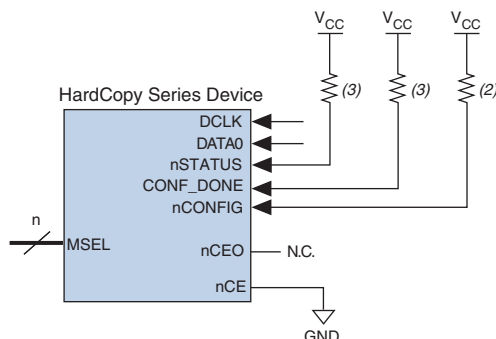 V_CC V_CC V_CC
(3) (3) (2)
HardCopy Series Device
DCLK
DATA0
nSTATUS
CONF_DONE
nCONFIG
n
MSEL
nCEO N.C.
nCE
GND